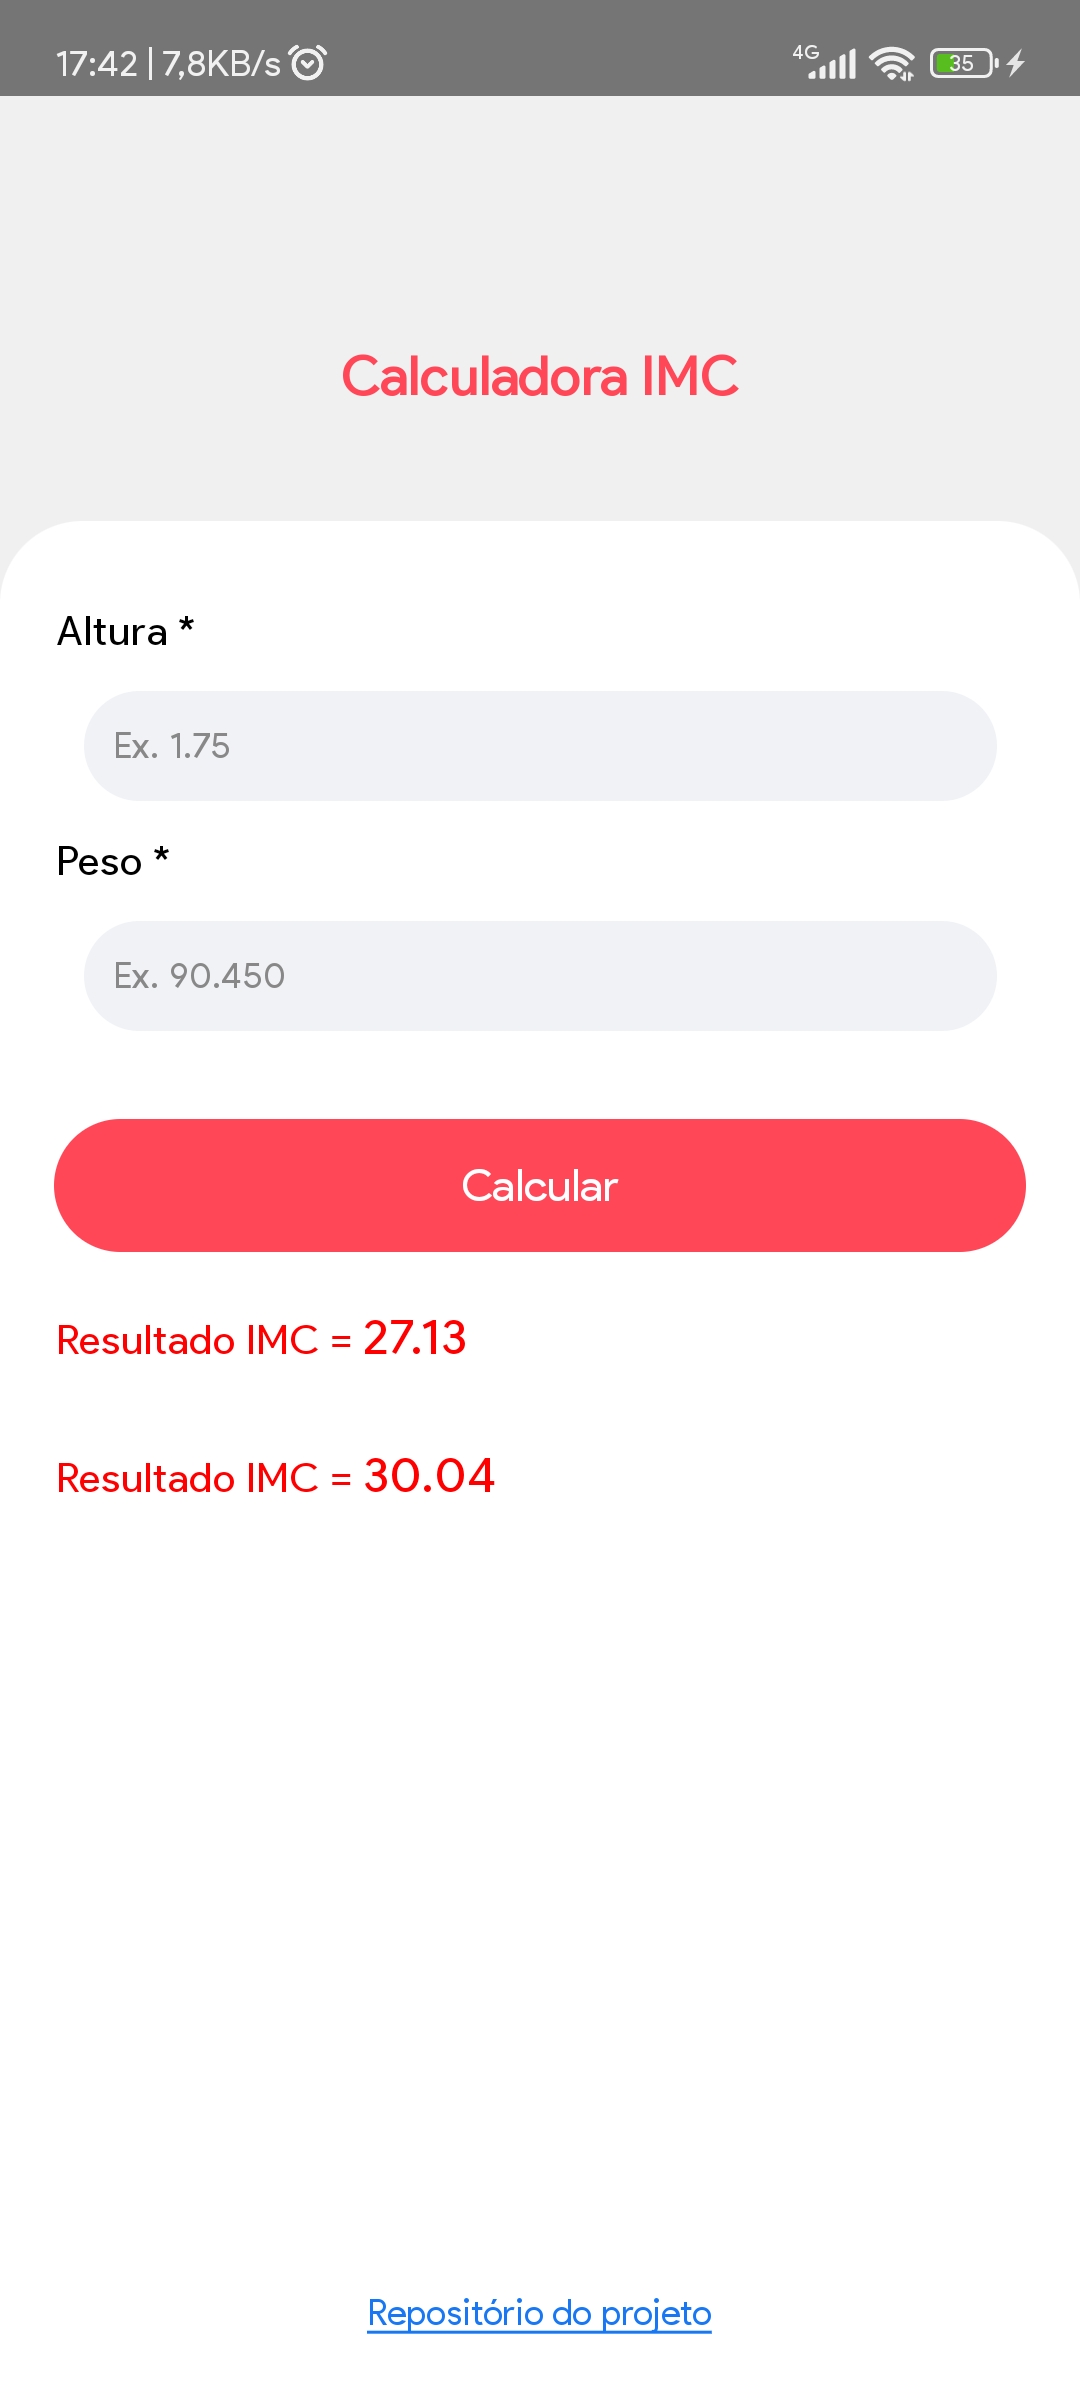 17:42 | 7,8KB/s 4G 35
Calculadora IMC
Altura *
Ex. 1.75
Peso *
Ex. 90.450
Calcular
Resultado IMC = 27.13
Resultado IMC = 30.04
Repositório do projeto